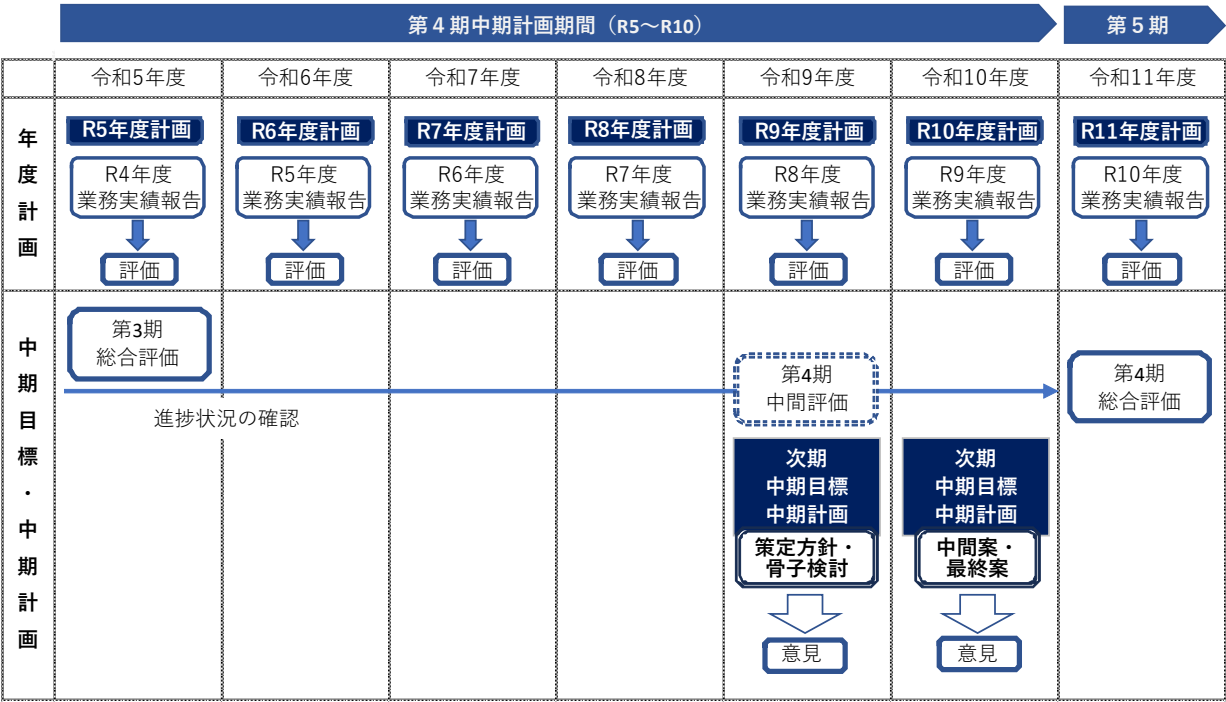 第４期中期計画期間（R5～R10）
第５期
令和5年度
令和6年度
令和7年度
令和8年度
令和9年度
令和10年度
令和11年度
年度計画
R5年度計画
R6年度計画
R7年度計画
R8年度計画
R9年度計画
R10年度計画
R11年度計画
R4年度
業務実績報告
R5年度
業務実績報告
R6年度
業務実績報告
R7年度
業務実績報告
R8年度
業務実績報告
R9年度
業務実績報告
R10年度
業務実績報告
評価
評価
評価
評価
評価
評価
評価
中期目標・中期計画
第3期
総合評価
進捗状況の確認
第4期
中間評価
第4期
総合評価
次期
中期目標
中期計画
策定方針・
骨子検討
意見
次期
中期目標
中期計画
中間案・
最終案
意見